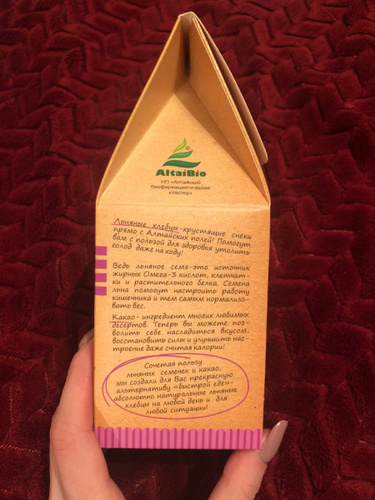 AltaiBio
НП «Алтайский
биофармацевтический
кластер»
Льняные хлебцы-хрустящие снеки
прямо с Алтайских полей! Помогут
вам с пользой для здоровья утолить
голод даже на ходу!
Ведь льняное семя-это источник
жирных Омега-3 кислот, клетчат-
ки и растительного белка. Семена
льна помогут настроить работу
кишечника и тем самым нормализо-
вать вес.
Какао- ингредиент многих любимых
десертов. Теперь вы можете поз-
волить себе насладиться вкусом,
восстановить силы и улучшить нас-
троение даже считая калории!
Сочетая пользу
льняных семенек и какао,
мы создали для Вас прекрасную
альтернативу «быстрой еде»-
абсолютно натуральные льняные
хлебцы на любой день и для
любой ситуации!